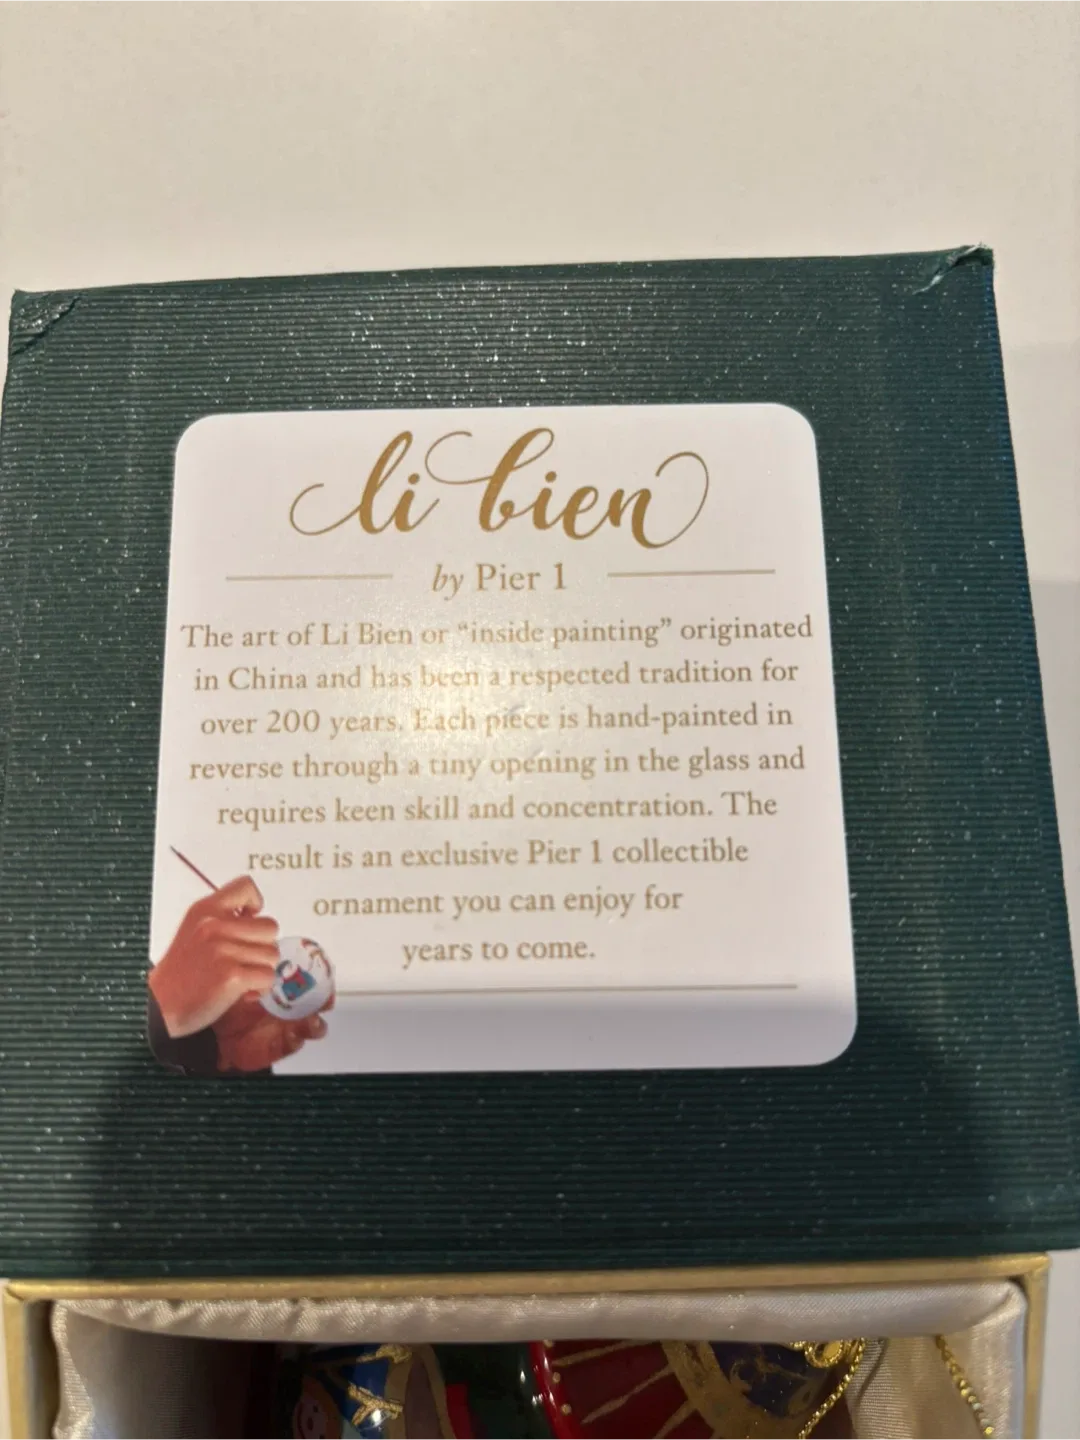 li bien
by Pier 1
The art of Li Bien or “inside painting” originated
in China and has been a respected tradition for
over 200 years. Each piece is hand-painted in
reverse through a tiny opening in the glass and
requires keen skill and concentration. The
result is an exclusive Pier 1 collectible
ornament you can enjoy for
years to come.